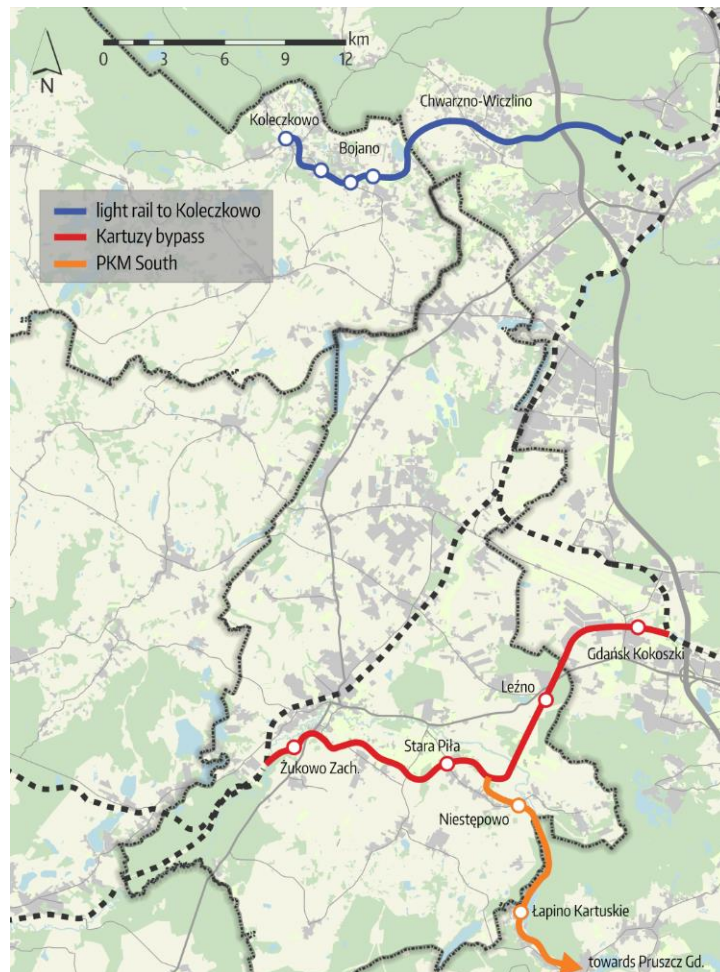 km
0 3 6 9 12
N
Chwarzno-Wiczlino
Koleczkowo
Bojano
light rail to Koleczkowo
Kartuzy bypass
PKM South
Gdańsk Kokoszki
Leźno
Stara Piła
Żukowo Zach.
Niestępowo
Łapino Kartuskie
towards Pruszcz Gd.